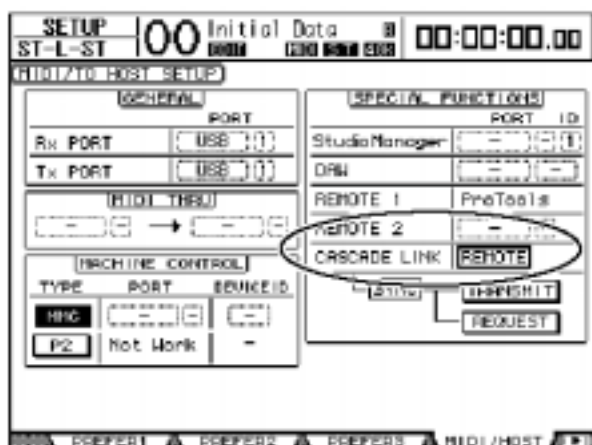 SETUP
ST-L-ST
00 Initial Data
EDIT
00:00:00.00
MIDI/TO HOST SETUP
GENERAL
PORT
Rx PORT USB 1
Tx PORT USB 1
MIDI THRU
- - → - -
MACHINE CONTROL
TYPE PORT DEVICE ID
MMC - - -
P2 Not Work -
SPECIAL FUNCTIONS
PORT ID
StudioManager - - 1
DAW - -
REMOTE 1 ProTools
REMOTE 2 -
CASCADE LINK REMOTE
TRANSMIT
REQUEST
PREFER1 PREFER2 PREFER3 MIDI/HOST